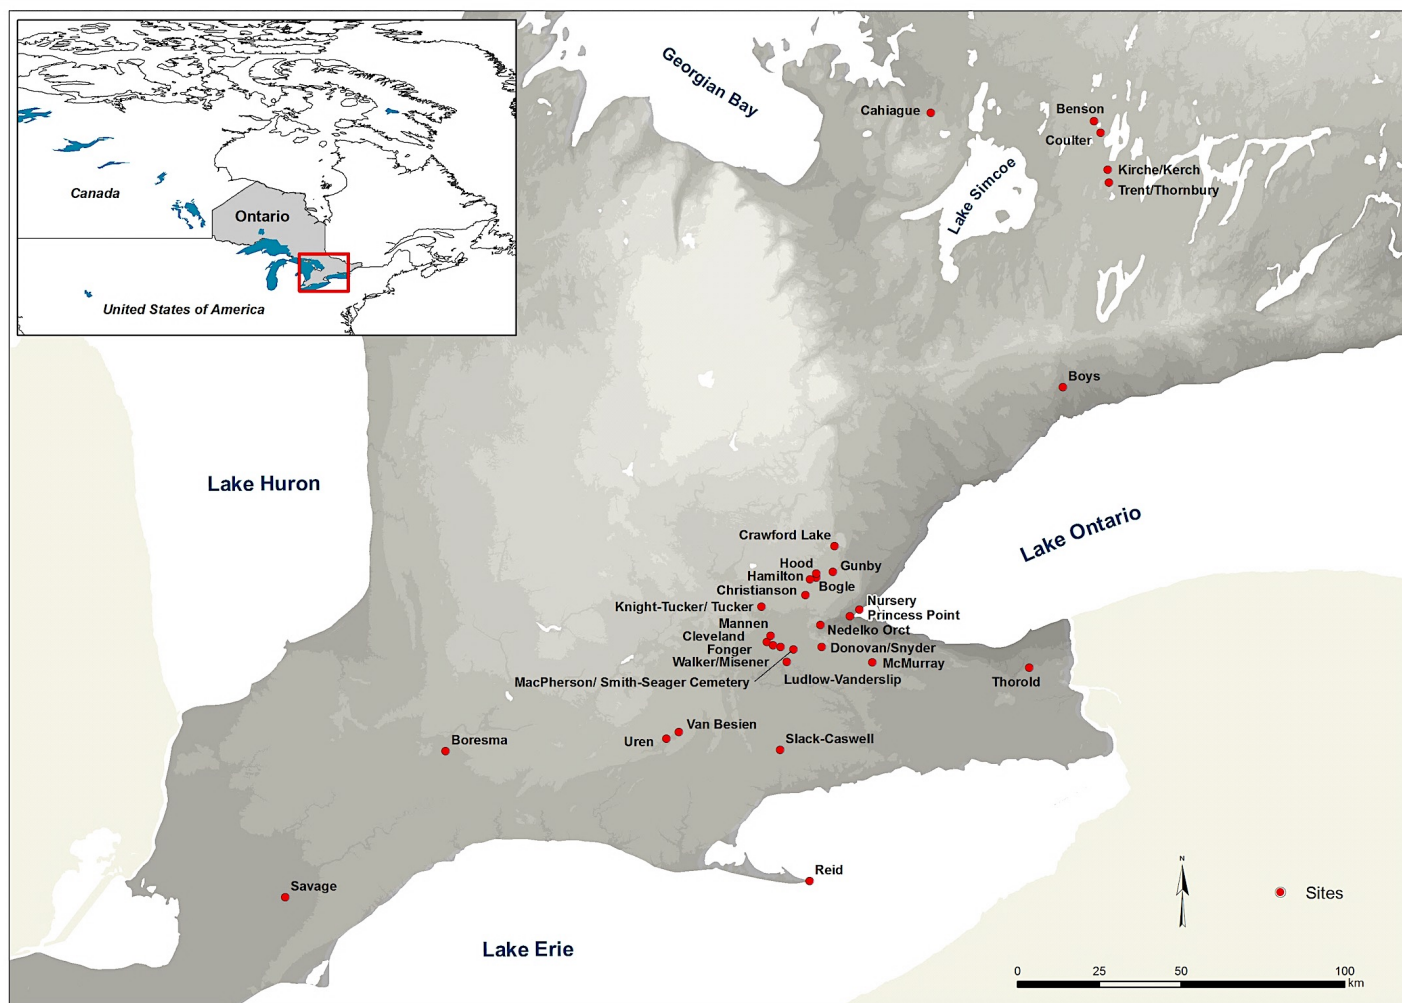 Canada
Ontario
United States of America
Georgian Bay
Cahiague
Lake Simcoe
Benson
Coulter
Kirche/Kerch
Trent/Thornbury
Boys
Lake Huron
Lake Ontario
Crawford Lake
Hood
Gunby
Hamilton
Bogle
Christianson
Knight-Tucker/ Tucker
Nursery
Princess Point
Mannen
Nedelko Orct
Cleveland
Fonger
Donovan/Snyder
Walker/Misener
McMurray
MacPherson/ Smith-Seager Cemetery
Ludlow-Vanderslip
Thorold
Van Besien
Uren
Boresma
Slack-Caswell
Reid
Savage
Lake Erie
N
Sites
0 25 50 100
km